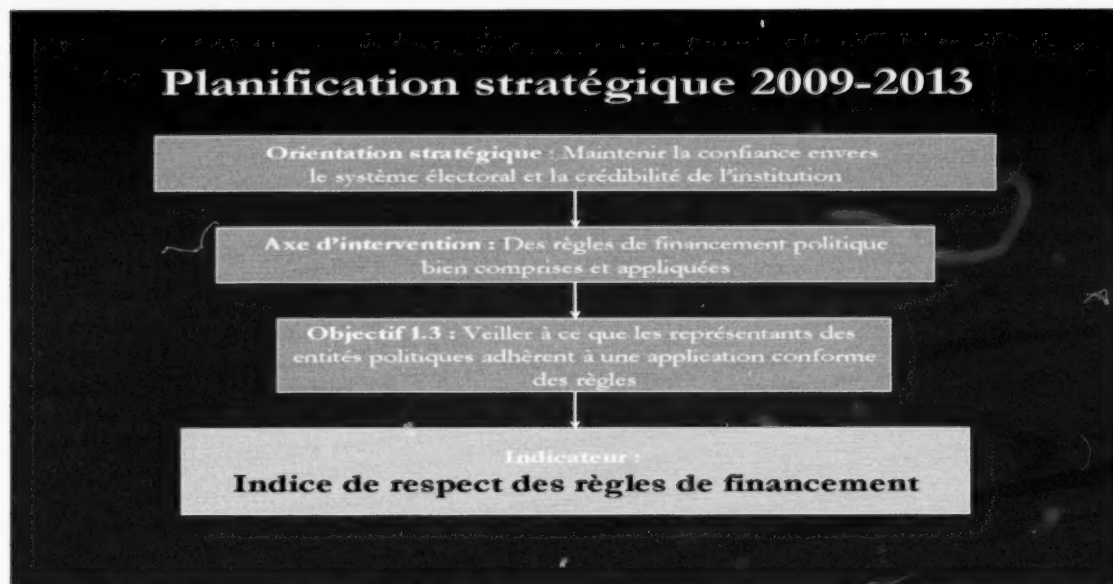 Planification stratégique 2009-2013
Orientation stratégique : Maintenir la confiance envers
le système électoral et la crédibilité de l'institution
Axe d'intervention : Des règles de financement politique
bien comprises et appliquées
Objectif 1.3 : Veiller à ce que les représentants des
entités politiques adhèrent à une application conforme
des règles
Indicateur :
Indice de respect des règles de financement